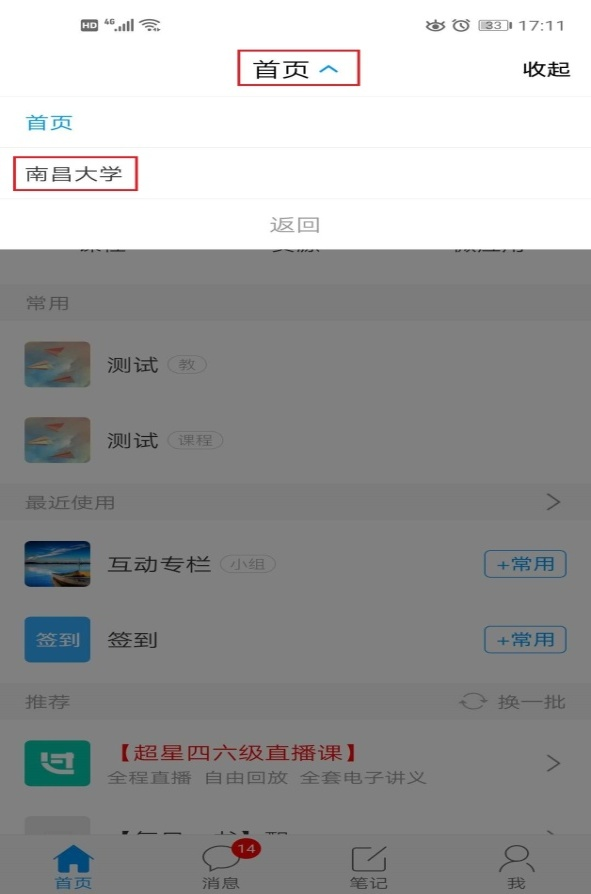 HD 4G 33 17:11
首页 收起
首页
南昌大学
返回
常用
测试 教
测试 课程
最近使用
互动专栏 小组 +常用
签到 签到 +常用
推荐 换一批
【超星四六级直播课】
全程直播 自由回放 全套电子讲义
14
首页 消息 笔记 我